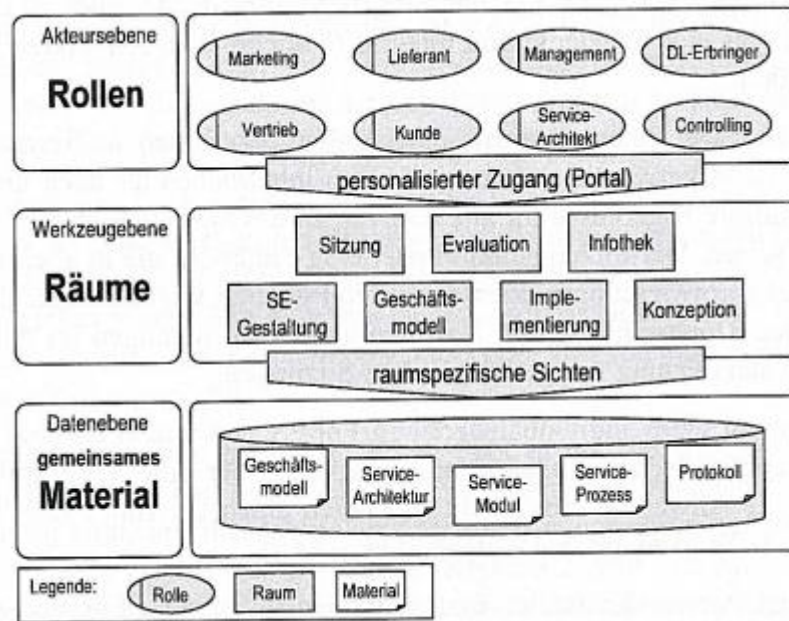 Akteursebene
Rollen
Marketing
Lieferant
Management
DL-Erbringer
Vertrieb
Kunde
Service-
Architekt
Controlling
personalisierter Zugang (Portal)
Werkzeugebene
Räume
Sitzung
Evaluation
Infothek
SE-
Gestaltung
Geschäfts-
modell
Imple-
mentierung
Konzeption
raumspezifische Sichten
Datenebene
gemeinsames
Material
Geschäfts-
modell
Service-
Architektur
Service-
Modul
Service-
Prozess
Protokoll
Legende:
Rolle
Raum
Material